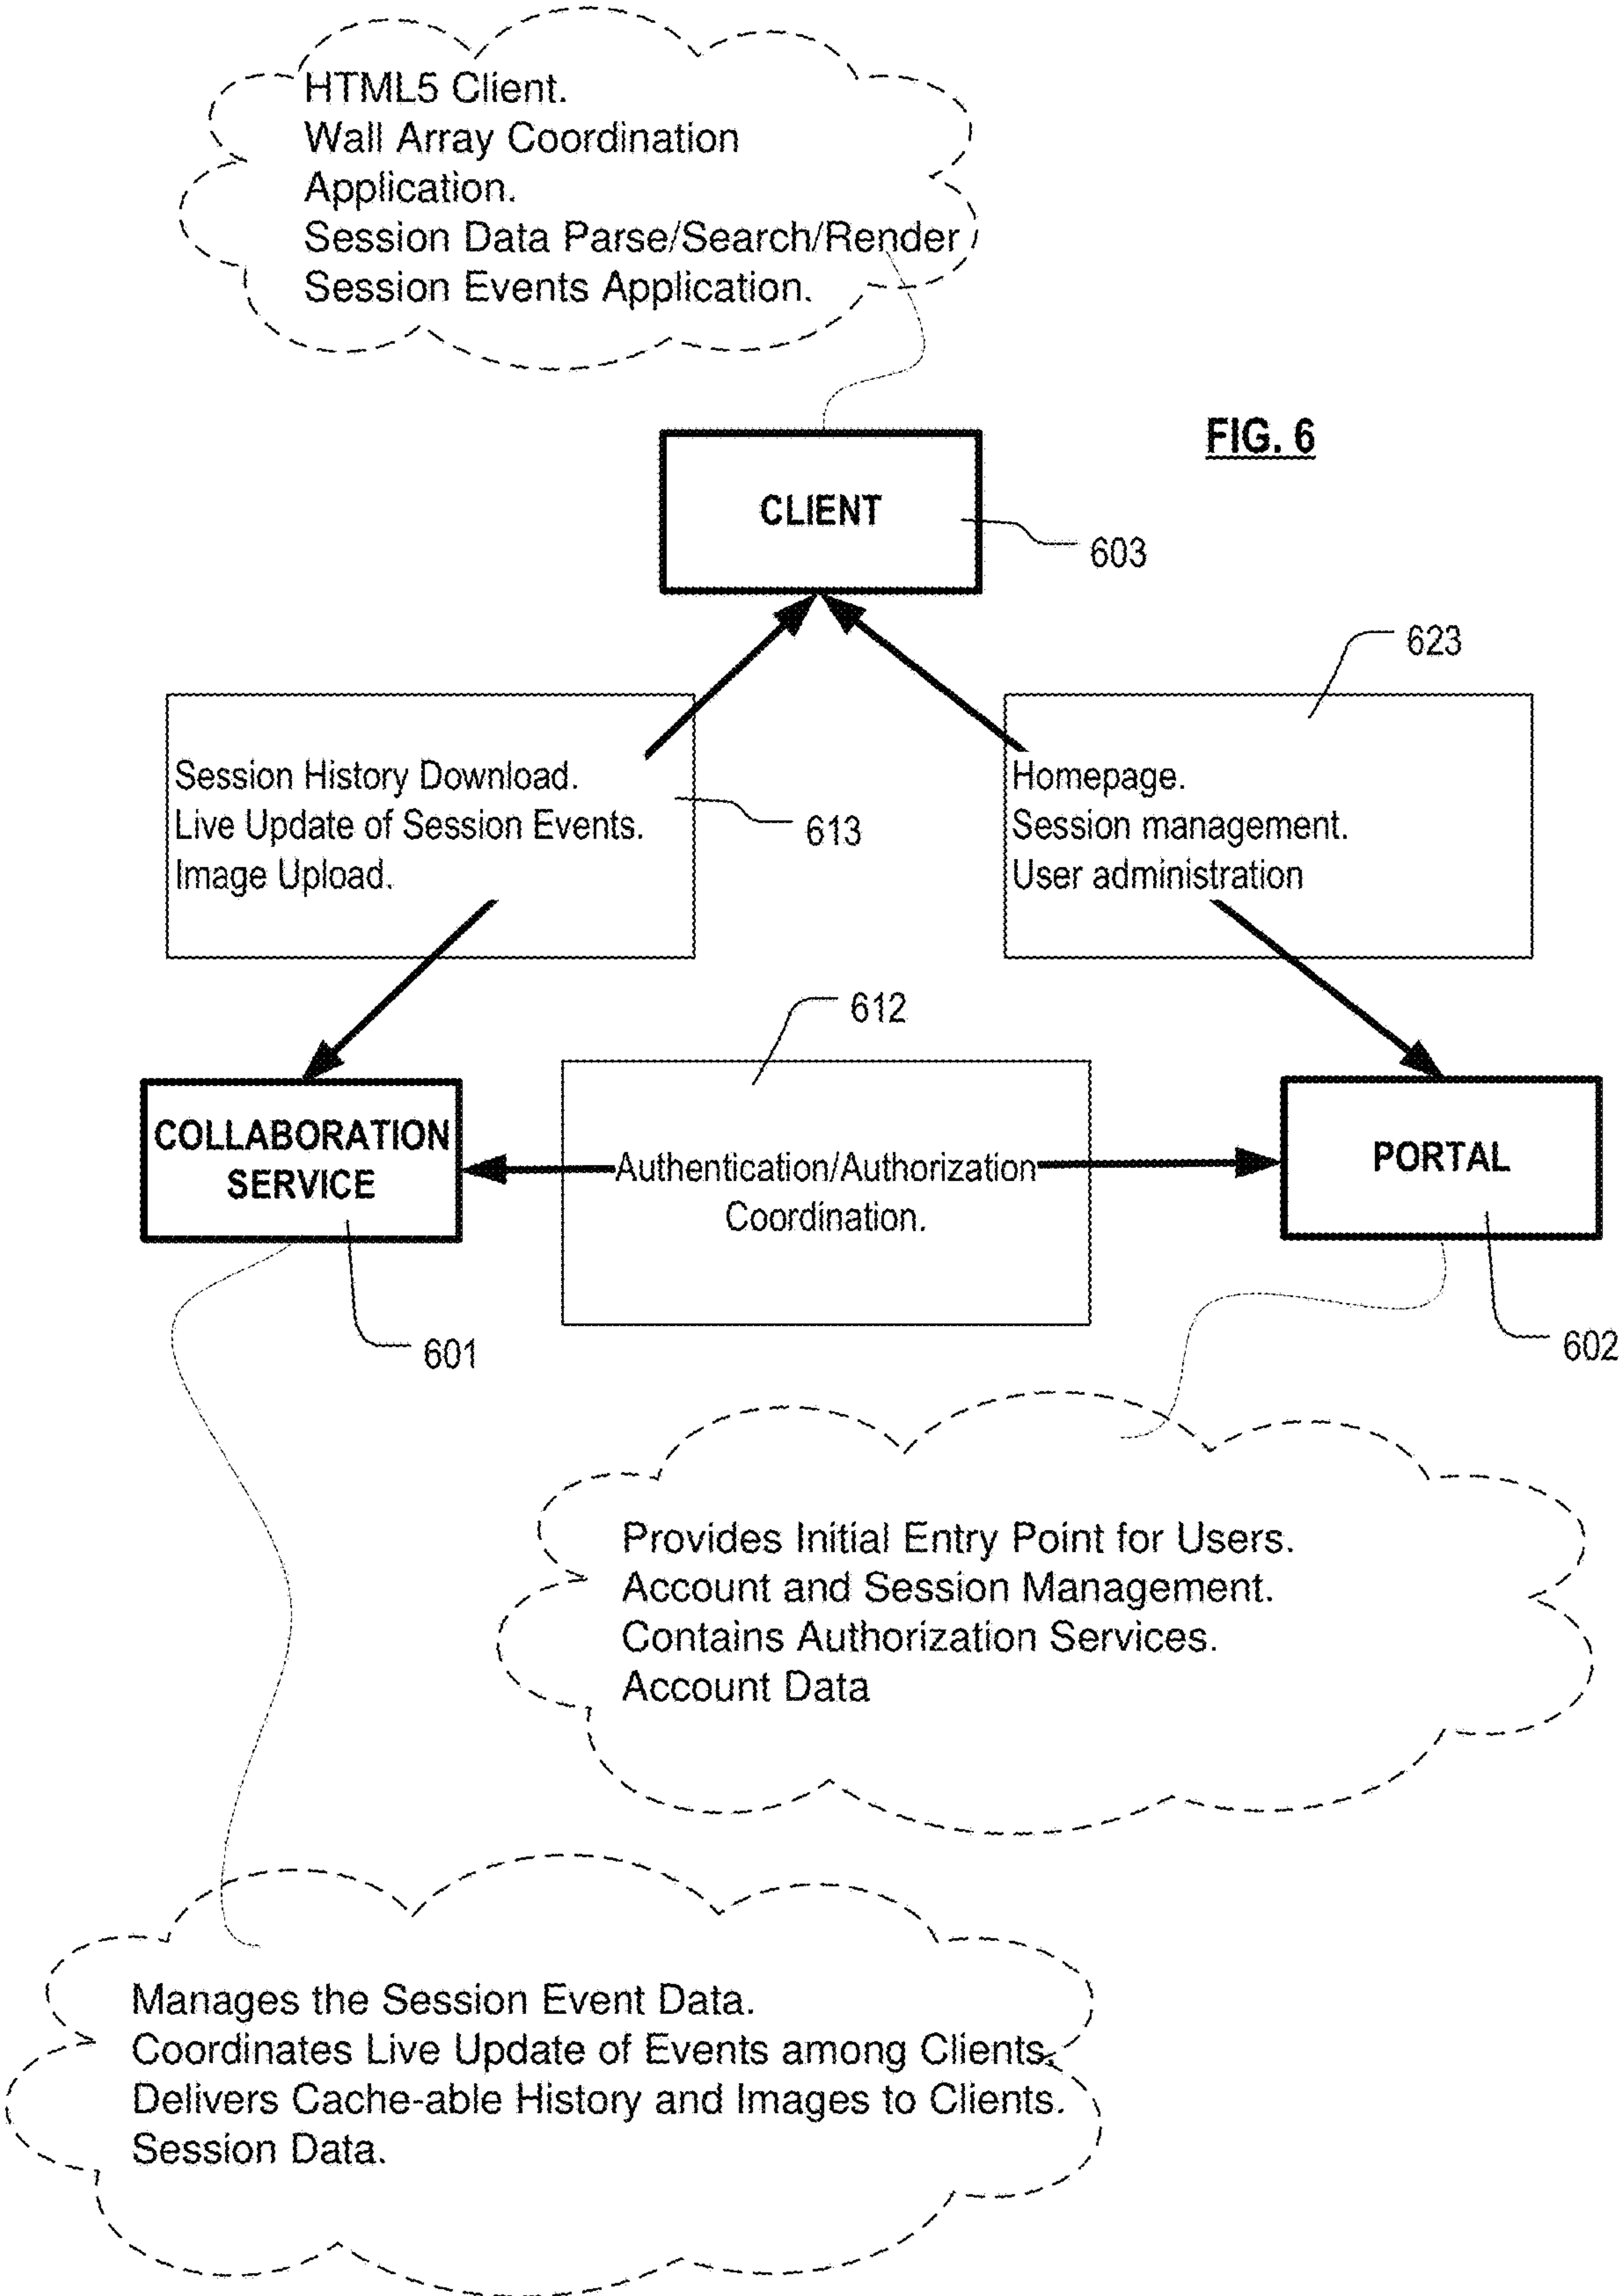 HTML5 Client.
Wall Array Coordination
Application.
Session Data Parse/Search/Render
Session Events Application.
FIG. 6
CLIENT
603
623
Session History Download.
Live Update of Session Events.
Image Upload.
613
Homepage.
Session management.
User administration
612
COLLABORATION
SERVICE
Authentication/Authorization
Coordination.
PORTAL
601
602
Provides Initial Entry Point for Users.
Account and Session Management.
Contains Authorization Services.
Account Data
Manages the Session Event Data.
Coordinates Live Update of Events among Clients.
Delivers Cache-able History and Images to Clients.
Session Data.